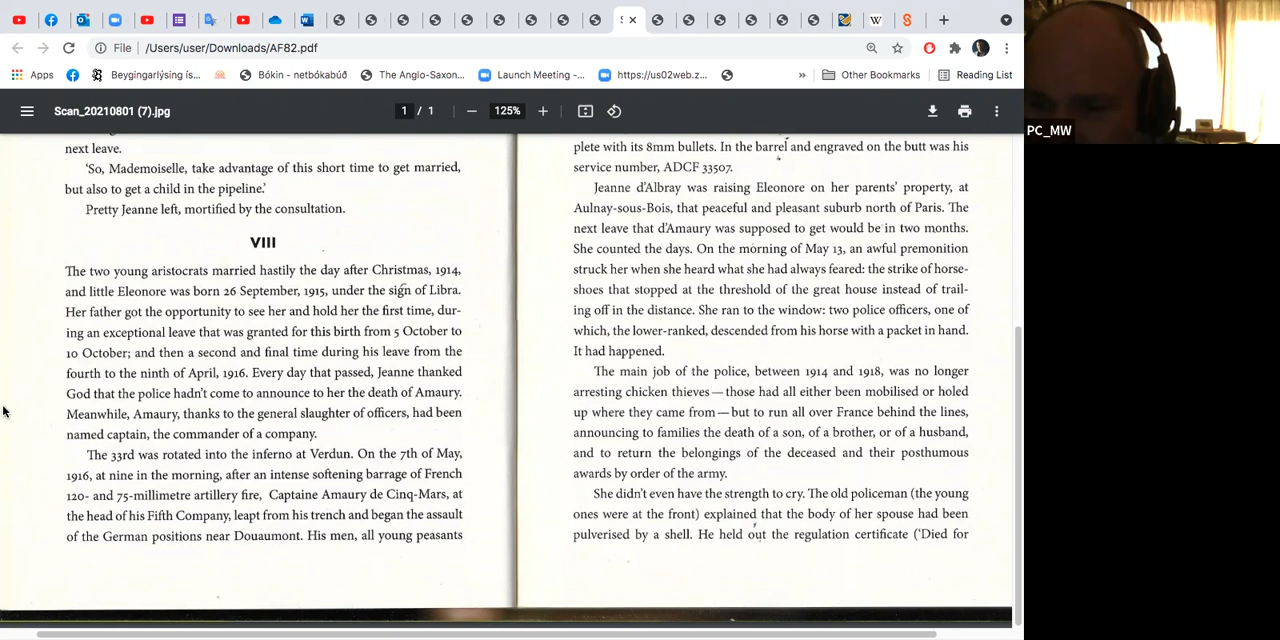 File
/Users/user/Downloads/AF82.pdf
Apps
Beygingarlýsing ís...
Bókin - netbókabúð
The Anglo-Saxon...
Launch Meeting -...
https://us02web.z...
»
Other Bookmarks
Reading List
Scan_20210801 (7).jpg
1 / 1
125%
PC_MW
next leave.
‘So, Mademoiselle, take advantage of this short time to get married,
but also to get a child in the pipeline.’
Pretty Jeanne left, mortified by the consultation.
VIII
The two young aristocrats married hastily the day after Christmas, 1914,
and little Eleonore was born 26 September, 1915, under the sign of Libra.
Her father got the opportunity to see her and hold her the first time, dur-
ing an exceptional leave that was granted for this birth from 5 October to
10 October; and then a second and final time during his leave from the
fourth to the ninth of April, 1916. Every day that passed, Jeanne thanked
God that the police hadn’t come to announce to her the death of Amaury.
Meanwhile, Amaury, thanks to the general slaughter of officers, had been
named captain, the commander of a company.
The 33rd was rotated into the inferno at Verdun. On the 7th of May,
1916, at nine in the morning, after an intense softening barrage of French
120- and 75-millimetre artillery fire, Captaine Amaury de Cinq-Mars, at
the head of his Fifth Company, leapt from his trench and began the assault
of the German positions near Douaumont. His men, all young peasants
plete with its 8mm bullets. In the barrel and engraved on the butt was his
service number, ADCF 33507.
Jeanne d’Albray was raising Eleonore on her parents’ property, at
Aulnay-sous-Bois, that peaceful and pleasant suburb north of Paris. The
next leave that d’Amaury was supposed to get would be in two months.
She counted the days. On the morning of May 13, an awful premonition
struck her when she heard what she had always feared: the strike of horse-
shoes that stopped at the threshold of the great house instead of trail-
ing off in the distance. She ran to the window: two police officers, one of
which, the lower-ranked, descended from his horse with a packet in hand.
It had happened.
The main job of the police, between 1914 and 1918, was no longer
arresting chicken thieves — those had all either been mobilised or holed
up where they came from — but to run all over France behind the lines,
announcing to families the death of a son, of a brother, or of a husband,
and to return the belongings of the deceased and their posthumous
awards by order of the army.
She didn’t even have the strength to cry. The old policeman (the young
ones were at the front) explained that the body of her spouse had been
pulverised by a shell. He held out the regulation certificate (‘Died for